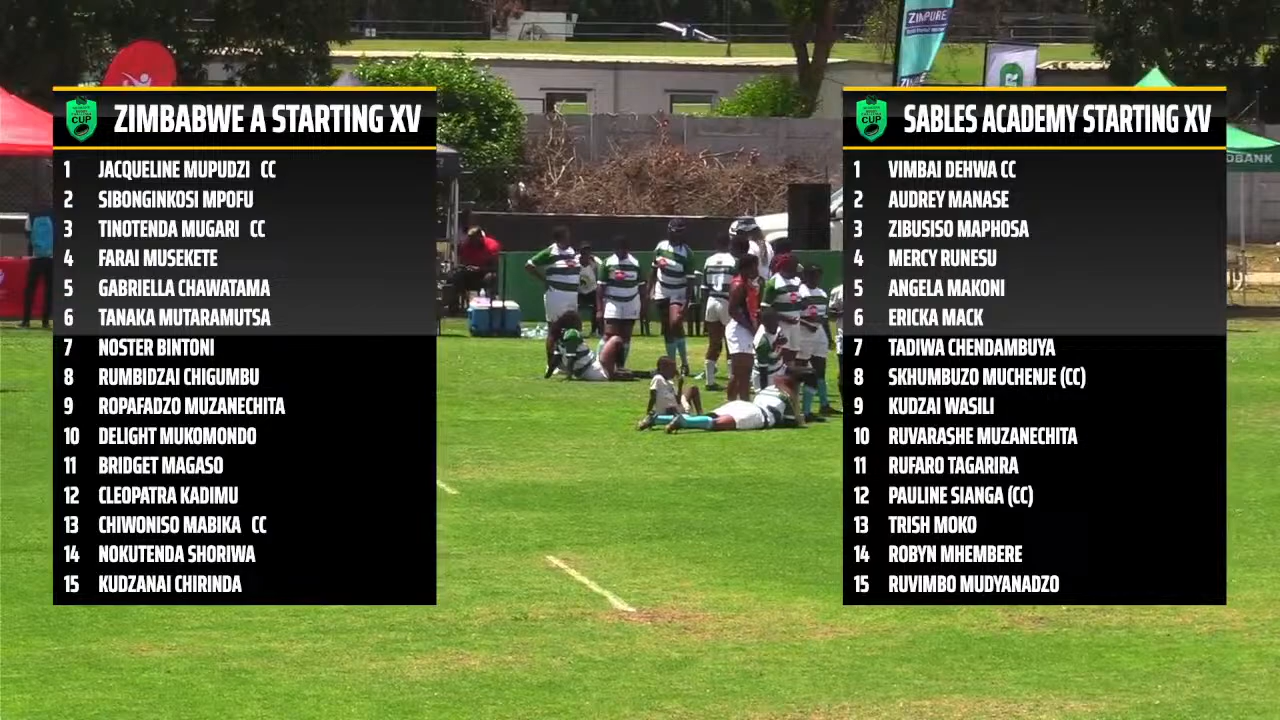 ZIMPURE
CUP
ZIMBABWE A STARTING XV
1 JACQUELINE MUPUDZI CC
2 SIBONGINKOSI MPOFU
3 TINOTENDA MUGARI CC
4 FARAI MUSEKETE
5 GABRIELLA CHAWATAMA
6 TANAKA MUTARAMUTSA
7 NOSTER BINTONI
8 RUMBIDZAI CHIGUMBU
9 ROPAFADZO MUZANECHITA
10 DELIGHT MUKOMONDO
11 BRIDGET MAGASO
12 CLEOPATRA KADIMU
13 CHIWONISO MABIKA CC
14 NOKUTENDA SHORIWA
15 KUDZANAI CHIRINDA
CUP
SABLES ACADEMY STARTING XV
1 VIMBAI DEHWA CC
2 AUDREY MANASE
3 ZIBUSISO MAPHOSA
4 MERCY RUNESU
5 ANGELA MAKONI
6 ERICKA MACK
7 TADIWA CHENDAMBUYA
8 SKHUMBUZO MUCHENJE (CC)
9 KUDZAI WASILI
10 RUVARASHE MUZANECHITA
11 RUFARO TAGARIRA
12 PAULINE SIANGA (CC)
13 TRISH MOKO
14 ROBYN MHEMBERE
15 RUVIMBO MUDYANADZO
OBANK